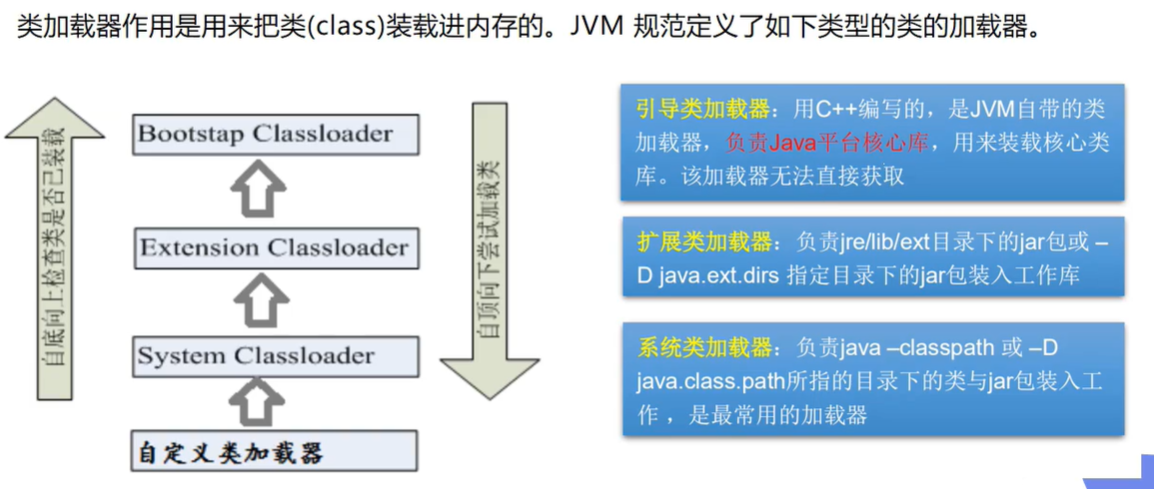 类加载器作用是用来把类(class)装载进内存的。JVM 规范定义了如下类型的类的加载器。
自底向上检查类是否已装载
Bootstap Classloader
Extension Classloader
System Classloader
自定义类加载器
自顶向下尝试加载类
引导类加载器：用C++编写的，是JVM自带的类
加载器，负责Java平台核心库，用来装载核心类
库。该加载器无法直接获取
扩展类加载器：负责jre/lib/ext目录下的jar包或 –
D java.ext.dirs 指定目录下的jar包装入工作库
系统类加载器：负责java –classpath 或 –D
java.class.path所指的目录下的类与jar包装入工
作 ，是最常用的加载器